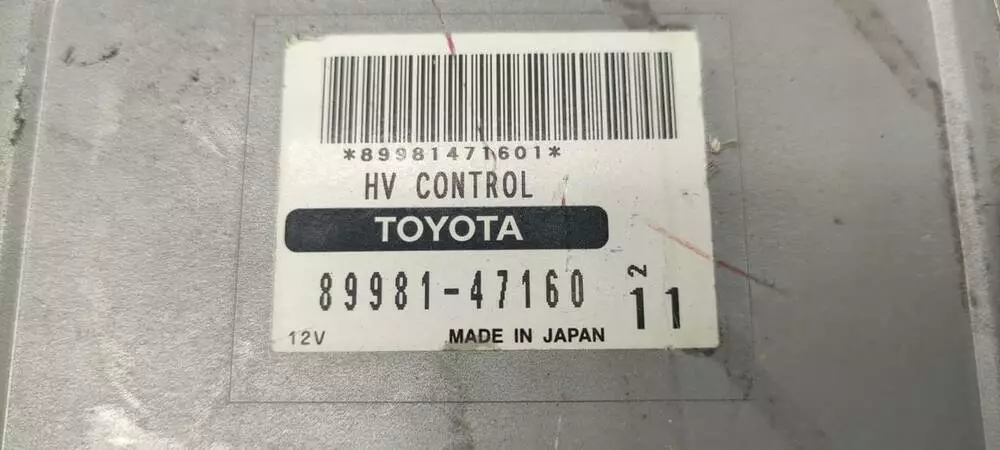 *89981471601*
HV CONTROL
TOYOTA
89981-47160
2
11
12V MADE IN JAPAN